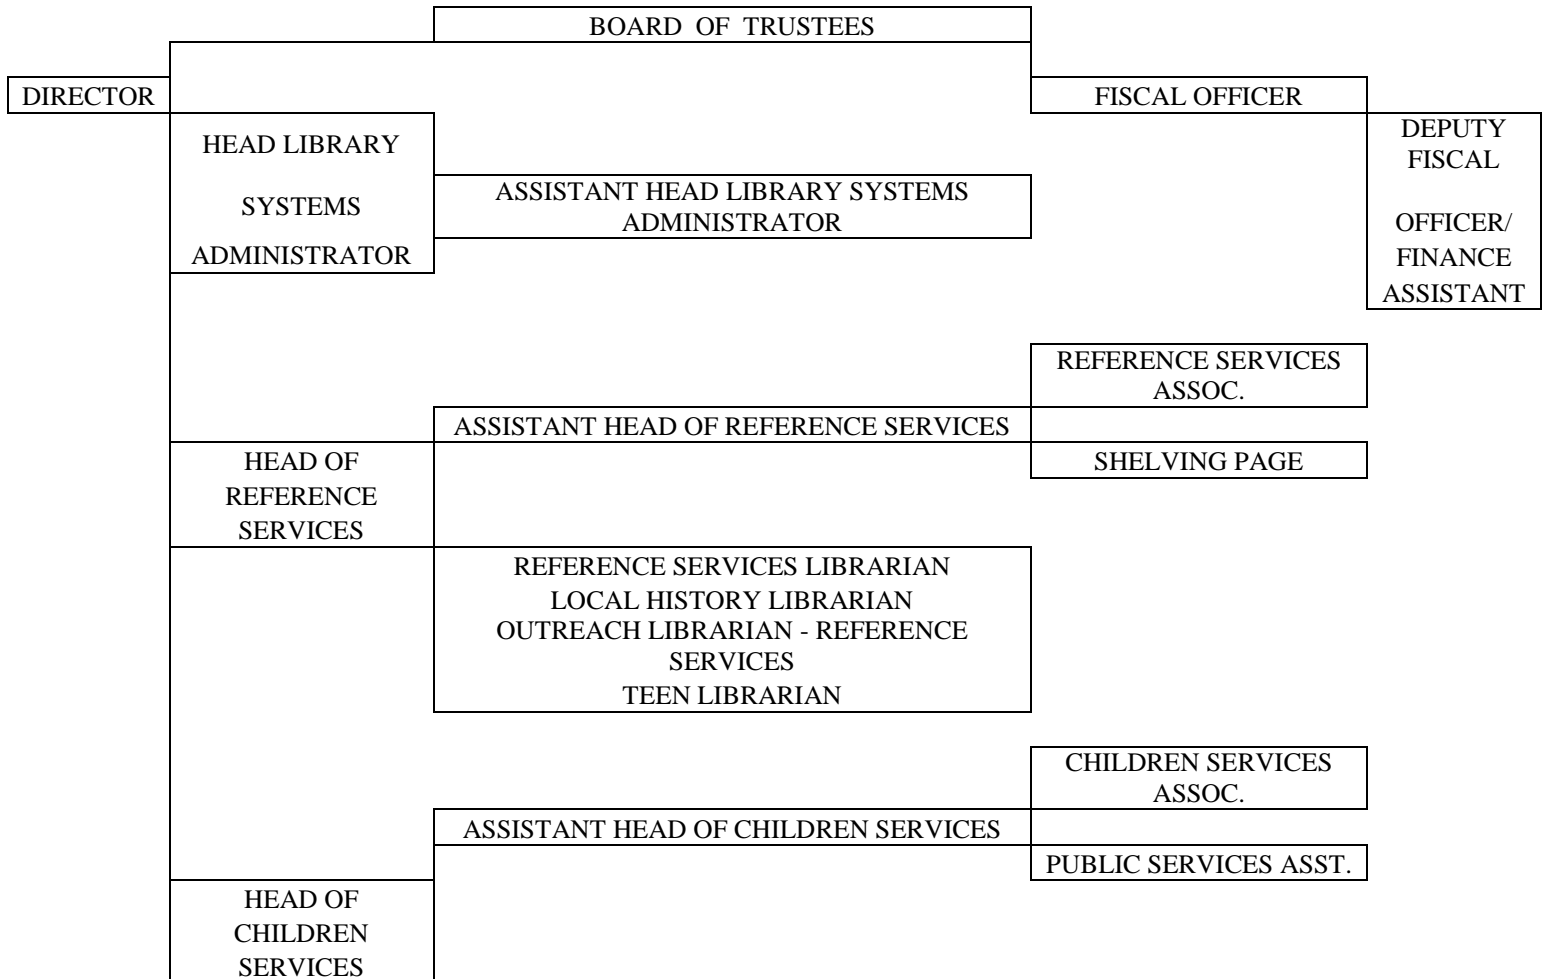 BOARD OF TRUSTEES
DIRECTOR
FISCAL OFFICER
HEAD LIBRARY
SYSTEMS
ADMINISTRATOR
ASSISTANT HEAD LIBRARY SYSTEMS
ADMINISTRATOR
DEPUTY
FISCAL
OFFICER/
FINANCE
ASSISTANT
REFERENCE SERVICES
ASSOC.
ASSISTANT HEAD OF REFERENCE SERVICES
SHELVING PAGE
HEAD OF
REFERENCE
SERVICES
REFERENCE SERVICES LIBRARIAN
LOCAL HISTORY LIBRARIAN
OUTREACH LIBRARIAN - REFERENCE
SERVICES
TEEN LIBRARIAN
CHILDREN SERVICES
ASSOC.
ASSISTANT HEAD OF CHILDREN SERVICES
PUBLIC SERVICES ASST.
HEAD OF
CHILDREN
SERVICES